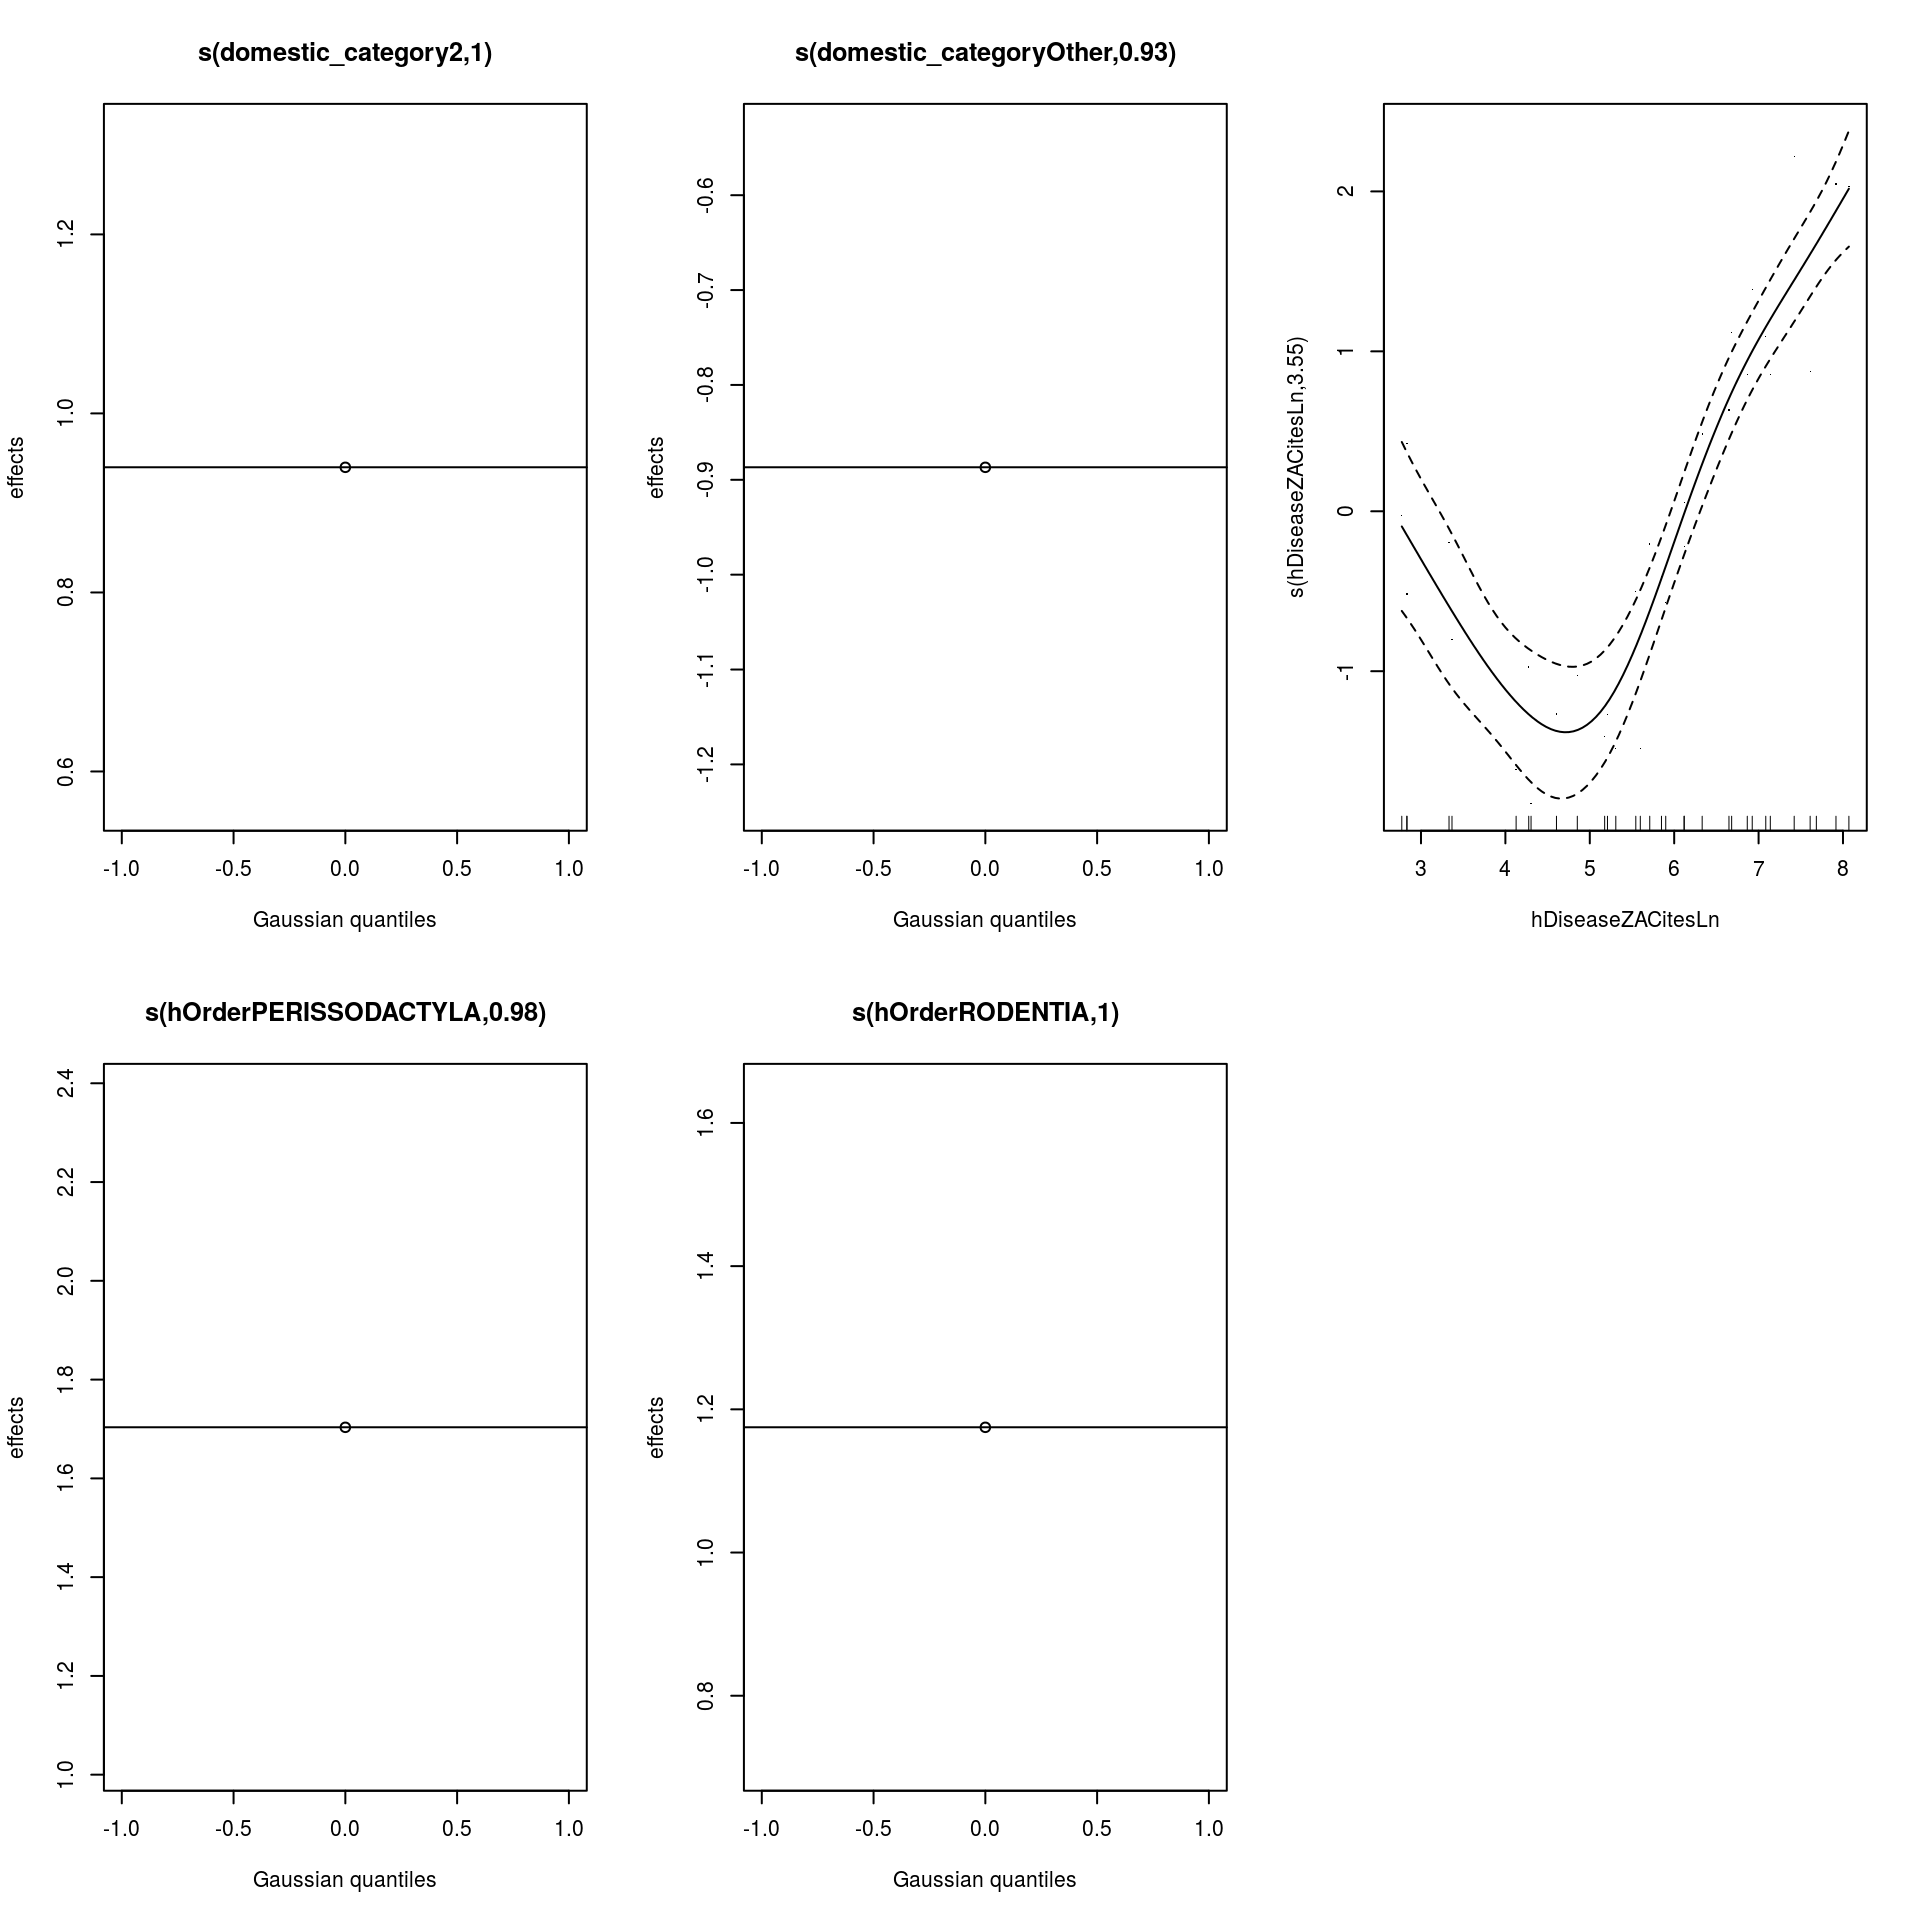 s(domestic_category2,1)
effects
1.2
1.0
0.8
0.6
-1.0 -0.5 0.0 0.5 1.0
Gaussian quantiles
s(domestic_categoryOther,0.93)
effects
-0.6
-0.7
-0.8
-0.9
-1.0
-1.1
-1.2
-1.0 -0.5 0.0 0.5 1.0
Gaussian quantiles
s(hDiseaseZACitesLn,3.55)
2
1
0
-1
3 4 5 6 7 8
hDiseaseZACitesLn
s(hOrderPERISSODACTYLA,0.98)
effects
2.4
2.2
2.0
1.8
1.6
1.4
1.2
1.0
-1.0 -0.5 0.0 0.5 1.0
Gaussian quantiles
s(hOrderRODENTIA,1)
effects
1.6
1.4
1.2
1.0
0.8
-1.0 -0.5 0.0 0.5 1.0
Gaussian quantiles